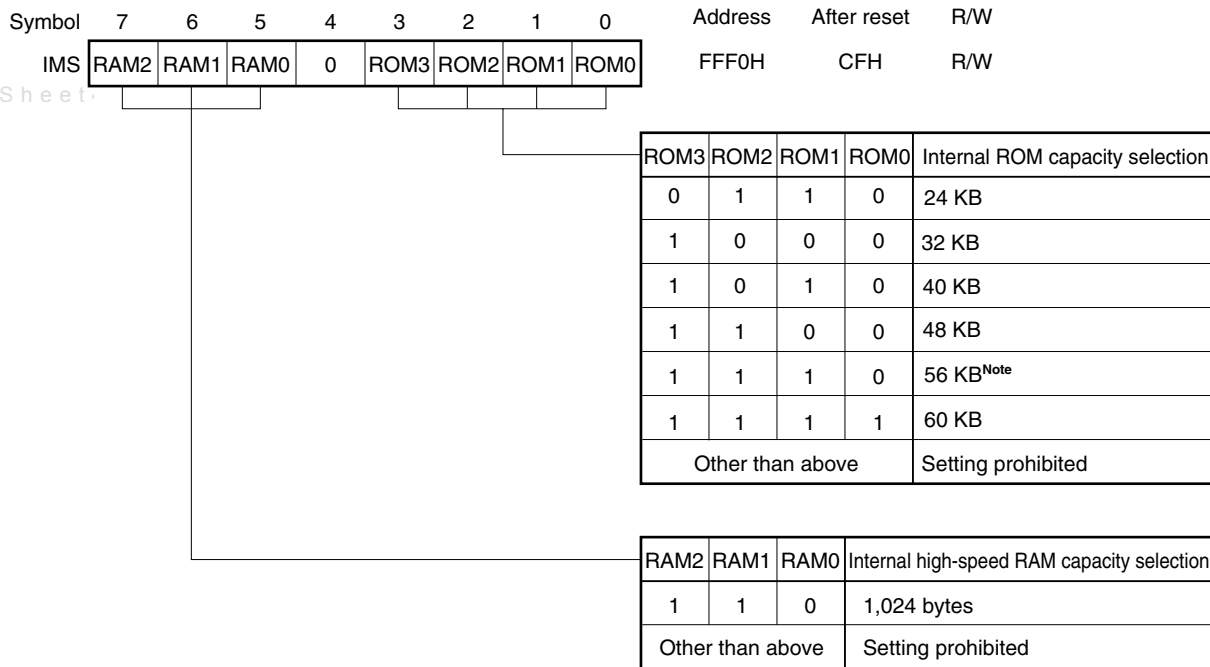 Symbol 7 6 5 4 3 2 1 0 Address After reset R/W
IMS RAM2 RAM1 RAM0 0 ROM3 ROM2 ROM1 ROM0 FFF0H CFH R/W
Sheet
ROM3 ROM2 ROM1 ROM0 Internal ROM capacity selection
0 1 1 0 24 KB
1 0 0 0 32 KB
1 0 1 0 40 KB
1 1 0 0 48 KB
1 1 1 0 56 KBNote
1 1 1 1 60 KB
Other than above Setting prohibited
RAM2 RAM1 RAM0 Internal high-speed RAM capacity selection
1 1 0 1,024 bytes
Other than above Setting prohibited